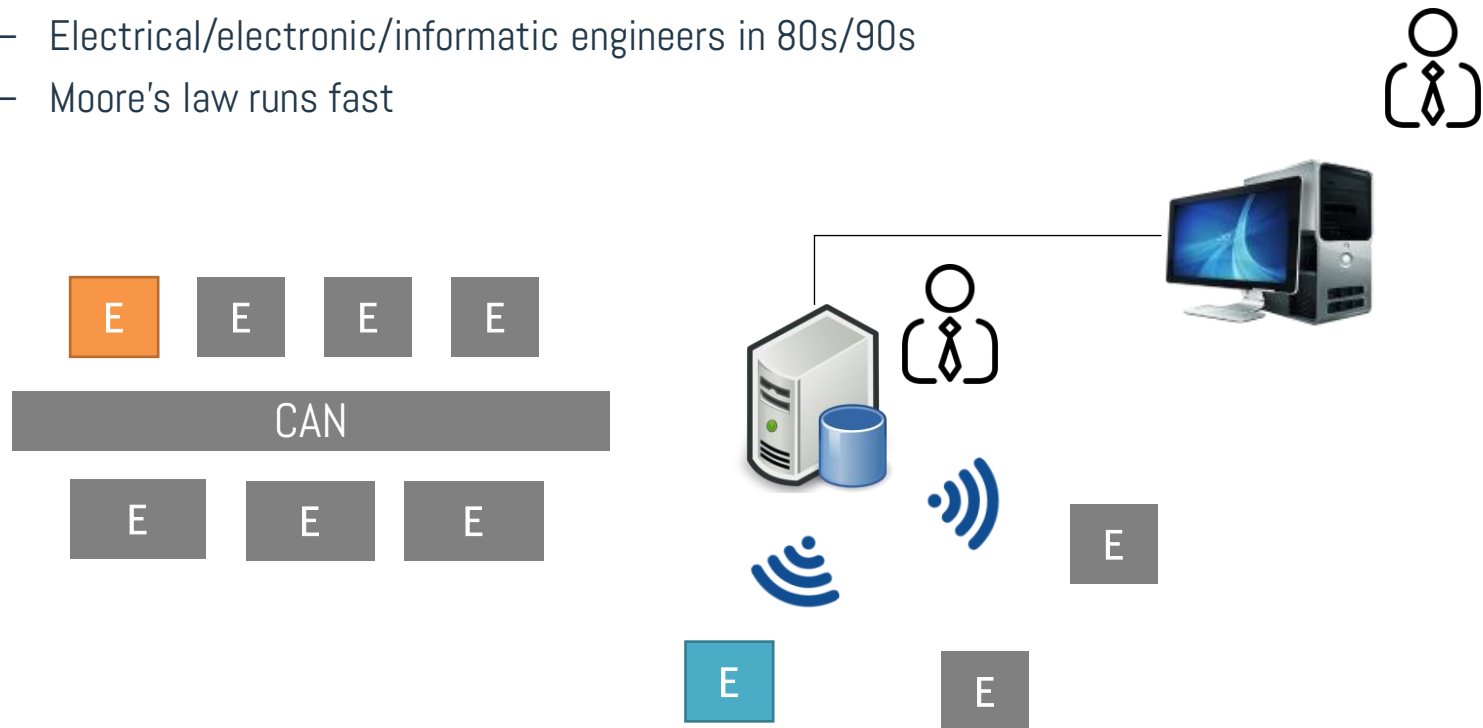 – Electrical/electronic/informatic engineers in 80s/90s
– Moore's law runs fast
E E E E
CAN
E E E
E
E E